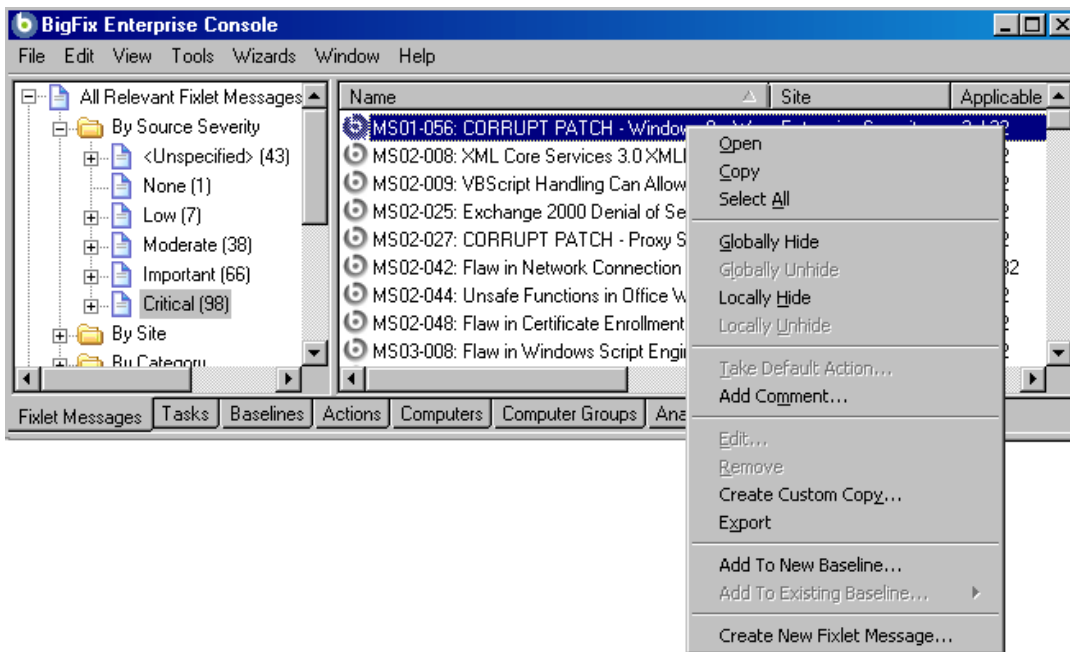 BigFix Enterprise Console
File Edit View Tools Wizards Window Help
All Relevant Fixlet Messages
By Source Severity
<Unspecified> (43)
None (1)
Low (7)
Moderate (38)
Important (66)
Critical (98)
By Site
By Category
Name Site Applicable
MS01-056: CORRUPT PATCH - Window
MS02-008: XML Core Services 3.0 XML
MS02-009: VBScript Handling Can Allow
MS02-025: Exchange 2000 Denial of Se
MS02-027: CORRUPT PATCH - Proxy S
MS02-042: Flaw in Network Connection
MS02-044: Unsafe Functions in Office W
MS02-048: Flaw in Certificate Enrollment
MS03-008: Flaw in Windows Script Engi
Fixlet Messages Tasks Baselines Actions Computers Computer Groups Ana
Open
Copy
Select All
Globally Hide
Globally Unhide
Locally Hide
Locally Unhide
Take Default Action...
Add Comment...
Edit...
Remove
Create Custom Copy...
Export
Add To New Baseline...
Add To Existing Baseline...
Create New Fixlet Message...